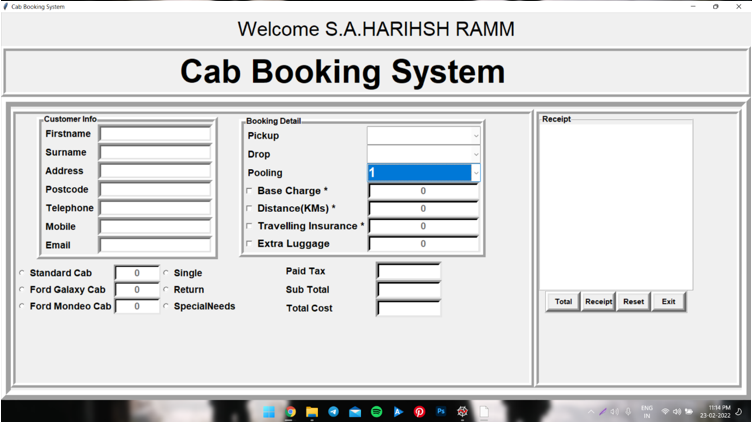 Cab Booking System
Welcome S.A.HARIHSH RAMM
Cab Booking System
Customer Info
Firstname
Surname
Address
Postcode
Telephone
Mobile
Email
Booking Detail
Pickup
Drop
Pooling 1
Base Charge * 0
Distance(KMs) * 0
Travelling Insurance * 0
Extra Luggage 0
Standard Cab 0 Single
Ford Galaxy Cab 0 Return
Ford Mondeo Cab 0 SpecialNeeds
Paid Tax
Sub Total
Total Cost
Receipt
Total Receipt Reset Exit
Ps
ENG
IN
11:14 PM
23-02-2022